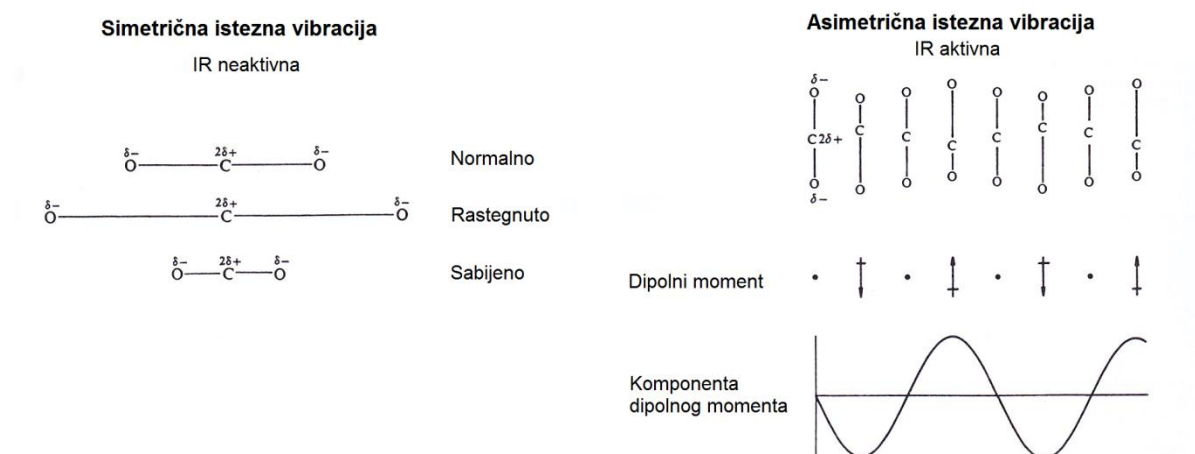 Simetrična istezna vibracija
IR neaktivna
δ− 2δ+ δ−
O C O
Normalno
δ− 2δ+ δ−
O C O
Rastegnuto
δ− 2δ+ δ−
O C O
Sabijeno
Asimetrična istezna vibracija
IR aktivna
δ−
O O O O O O O O
C2δ+ C C C C C C C
O O O O O O O O
δ−
Dipolni moment
Komponenta
dipolnog momenta